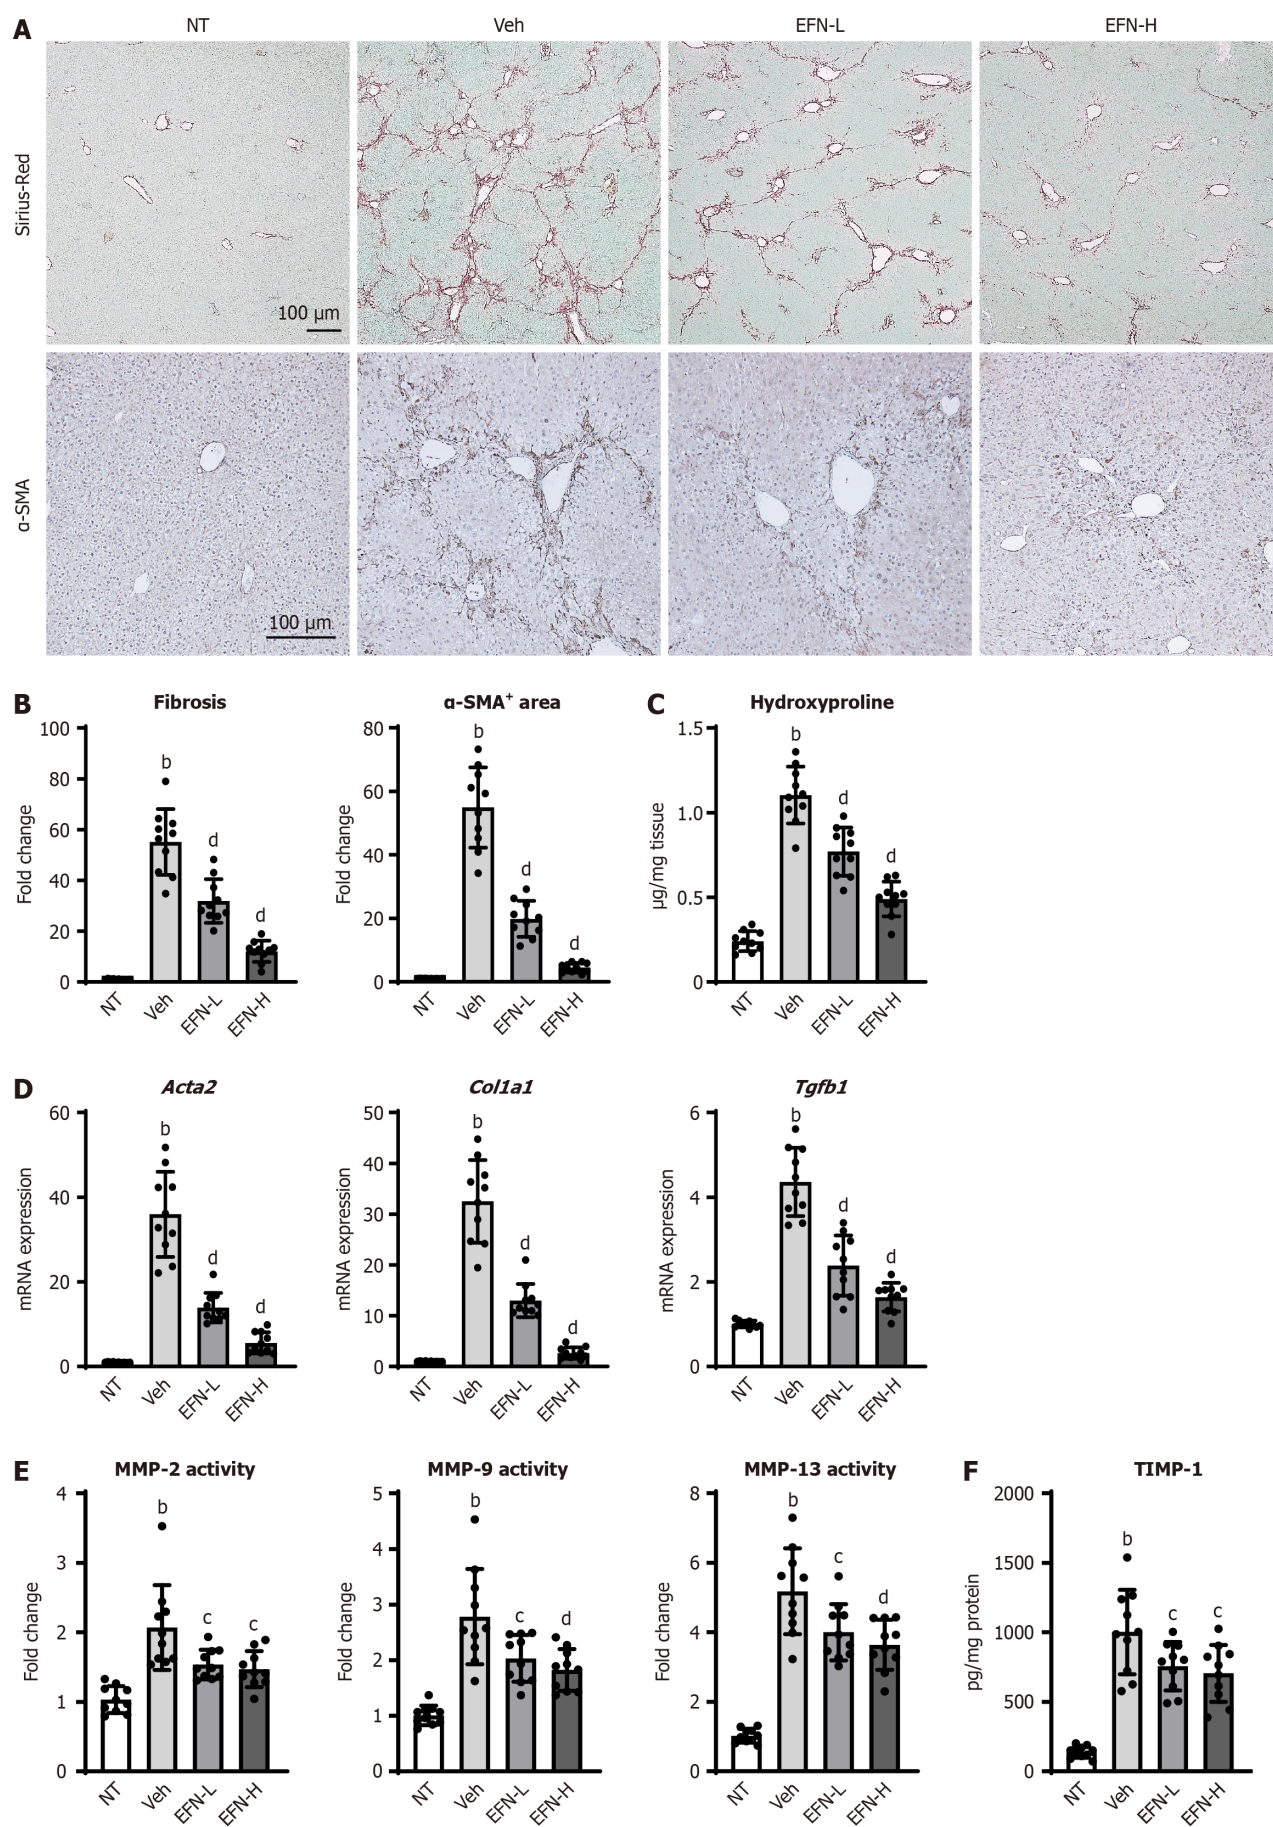 A
NT Veh EFN-L EFN-H
Sirius-Red
100 μm
α-SMA
100 μm
B
Fibrosis
Fold change
100
80
60
40
20
0
b
d
d
NT Veh EFN-L EFN-H
α-SMA+ area
Fold change
80
60
40
20
0
b
d
d
NT Veh EFN-L EFN-H
C
Hydroxyproline
μg/mg tissue
1.5
1.0
0.5
0
b
d
d
NT Veh EFN-L EFN-H
D
Acta2
mRNA expression
60
40
20
0
b
d
d
NT Veh EFN-L EFN-H
Col1a1
mRNA expression
50
40
30
20
10
0
b
d
d
NT Veh EFN-L EFN-H
Tgfb1
mRNA expression
6
4
2
0
b
d
d
NT Veh EFN-L EFN-H
E
MMP-2 activity
Fold change
4
3
2
1
0
b
c
c
NT Veh EFN-L EFN-H
MMP-9 activity
Fold change
5
4
3
2
1
0
b
c
d
NT Veh EFN-L EFN-H
MMP-13 activity
Fold change
8
6
4
2
0
b
c
d
NT Veh EFN-L EFN-H
F
TIMP-1
pg/mg protein
2000
1500
1000
500
0
b
c
c
NT Veh EFN-L EFN-H